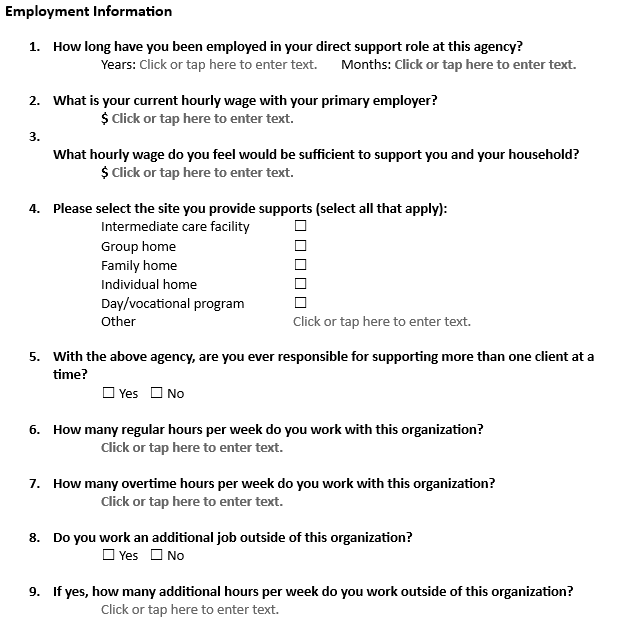 Employment Information
1. How long have you been employed in your direct support role at this agency?
Years: Click or tap here to enter text. Months: Click or tap here to enter text.
2. What is your current hourly wage with your primary employer?
$ Click or tap here to enter text.
3.
What hourly wage do you feel would be sufficient to support you and your household?
$ Click or tap here to enter text.
4. Please select the site you provide supports (select all that apply):
Intermediate care facility ☐
Group home ☐
Family home ☐
Individual home ☐
Day/vocational program ☐
Other Click or tap here to enter text.
5. With the above agency, are you ever responsible for supporting more than one client at a
time?
☐ Yes ☐ No
6. How many regular hours per week do you work with this organization?
Click or tap here to enter text.
7. How many overtime hours per week do you work with this organization?
Click or tap here to enter text.
8. Do you work an additional job outside of this organization?
☐ Yes ☐ No
9. If yes, how many additional hours per week do you work outside of this organization?
Click or tap here to enter text.